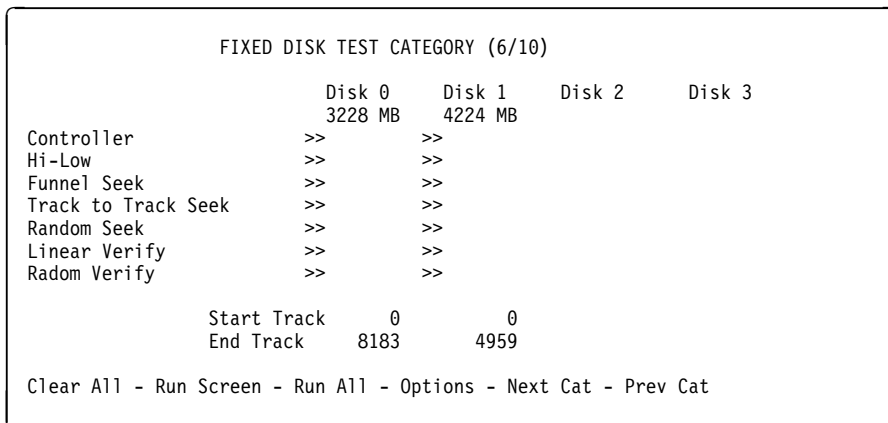 FIXED DISK TEST CATEGORY (6/10)
Disk 0 Disk 1 Disk 2 Disk 3
3228 MB 4224 MB
Controller >> >>
Hi-Low >> >>
Funnel Seek >> >>
Track to Track Seek >> >>
Random Seek >> >>
Linear Verify >> >>
Radom Verify >> >>
Start Track 0 0
End Track 8183 4959
Clear All - Run Screen - Run All - Options - Next Cat - Prev Cat